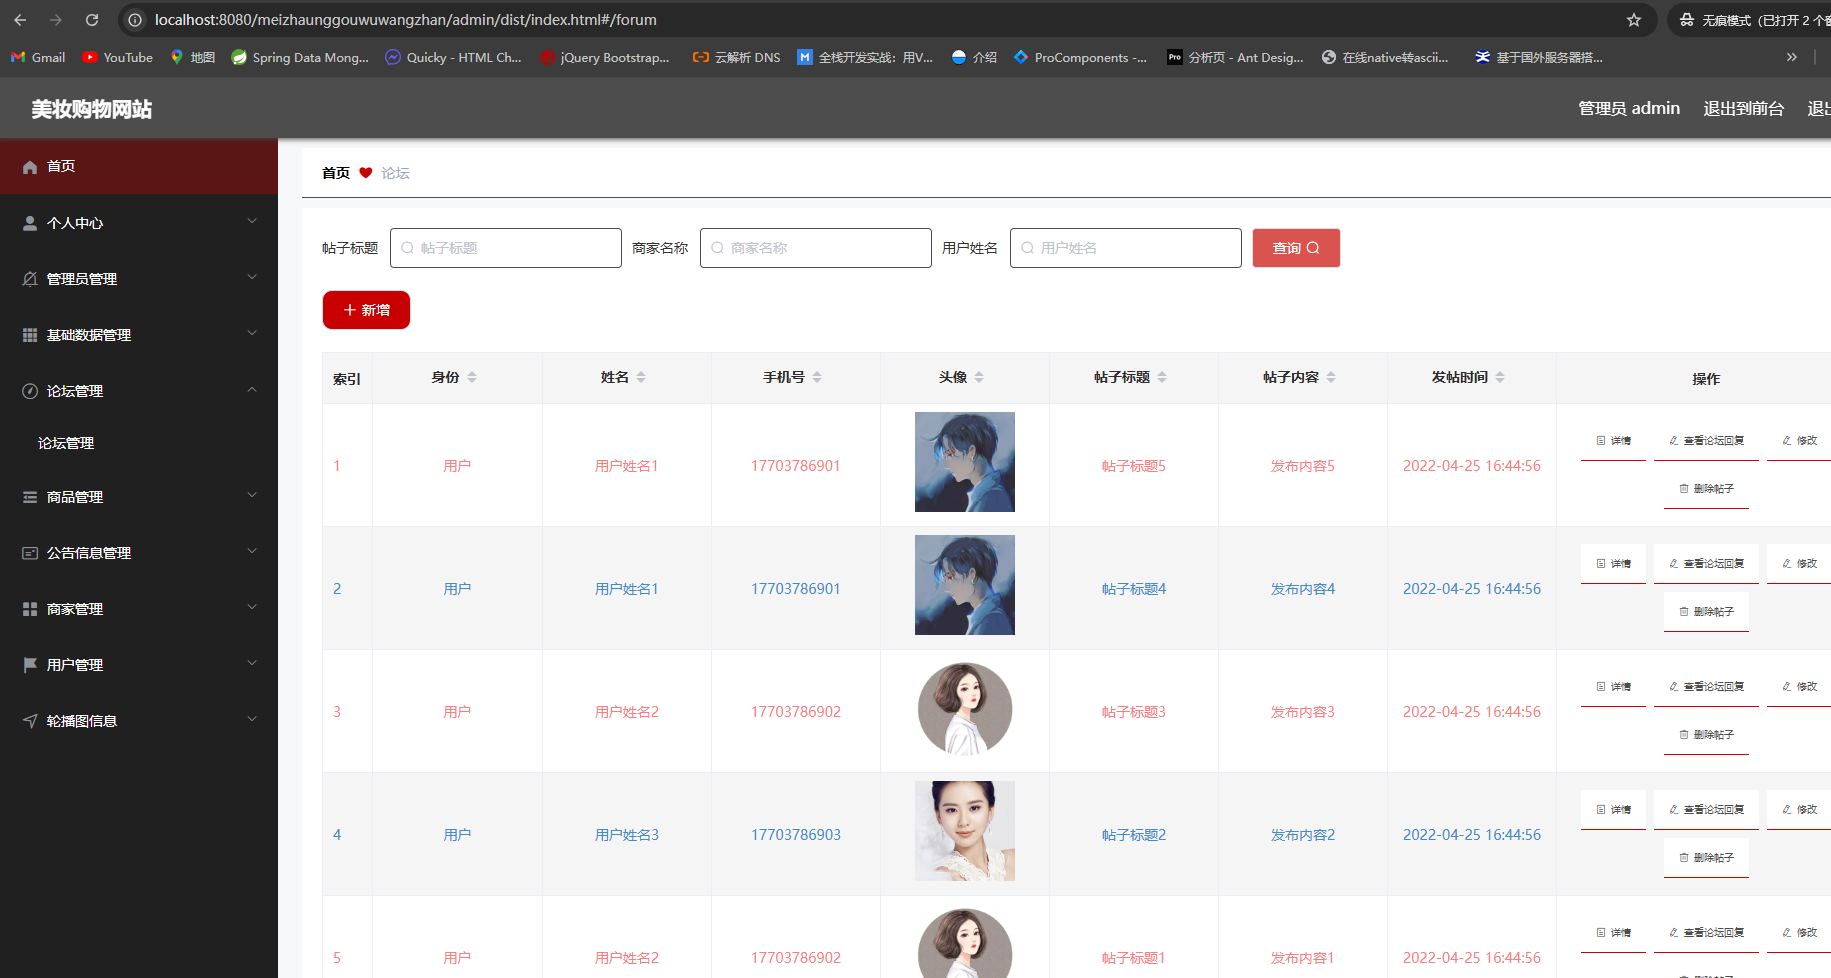 localhost:8080/meizhaunggouwuwangzhan/admin/dist/index.html#/forum
无痕模式（已打开 2 个
Gmail YouTube 地图 Spring Data Mong... Quicky - HTML Ch... jQuery Bootstrap... 云解析 DNS 全栈开发实战：用V... 介绍 ProComponents -... Pro 分析页 - Ant Desig... 在线native转ascii... 基于国外服务器搭...
美妆购物网站
管理员 admin 退出到前台 退出
首页
个人中心
管理员管理
基础数据管理
论坛管理
论坛管理
商品管理
公告信息管理
商家管理
用户管理
轮播图信息
首页 论坛
帖子标题 帖子标题 商家名称 商家名称 用户姓名 用户姓名 查询
新增
索引 身份 姓名 手机号 头像 帖子标题 帖子内容 发帖时间 操作
1 用户 用户姓名1 17703786901 帖子标题5 发布内容5 2022-04-25 16:44:56 详情 查看论坛回复 修改
删除帖子
2 用户 用户姓名1 17703786901 帖子标题4 发布内容4 2022-04-25 16:44:56 详情 查看论坛回复 修改
删除帖子
3 用户 用户姓名2 17703786902 帖子标题3 发布内容3 2022-04-25 16:44:56 详情 查看论坛回复 修改
删除帖子
4 用户 用户姓名3 17703786903 帖子标题2 发布内容2 2022-04-25 16:44:56 详情 查看论坛回复 修改
删除帖子
5 用户 用户姓名2 17703786902 帖子标题1 发布内容1 2022-04-25 16:44:56 详情 查看论坛回复 修改